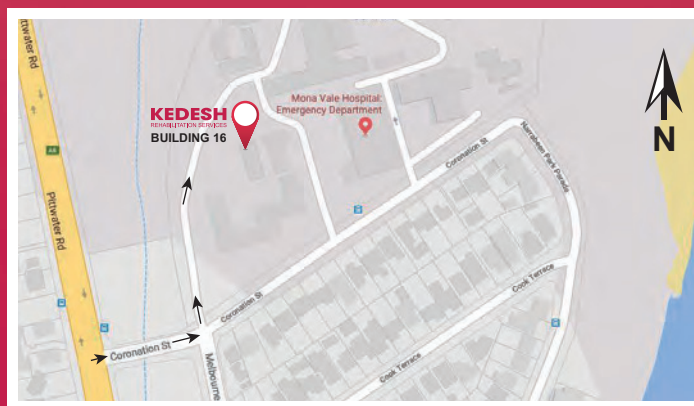 Pittwater Rd
KEDESH
REHABILITATION SERVICES
BUILDING 16
Mona Vale Hospital:
Emergency Department
N
A8
Pittwater Rd
Coronation St
Narrabeen Park Parade
Coronation St
Cook Terrace
Coronation St
Melbourne
Cook Terrace